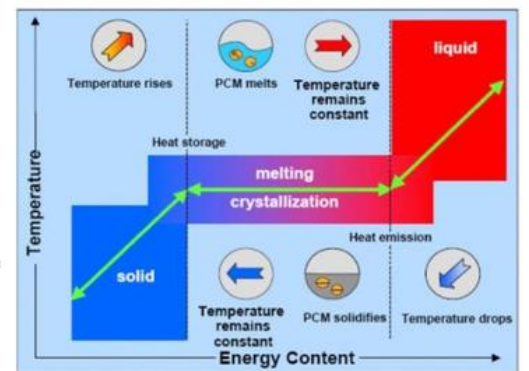 Temperature rises
PCM melts
Temperature
remains
constant
liquid
Heat storage
melting
crystallization
Heat emission
solid
Temperature
remains
constant
PCM solidifies
Temperature drops
Temperature
Energy Content